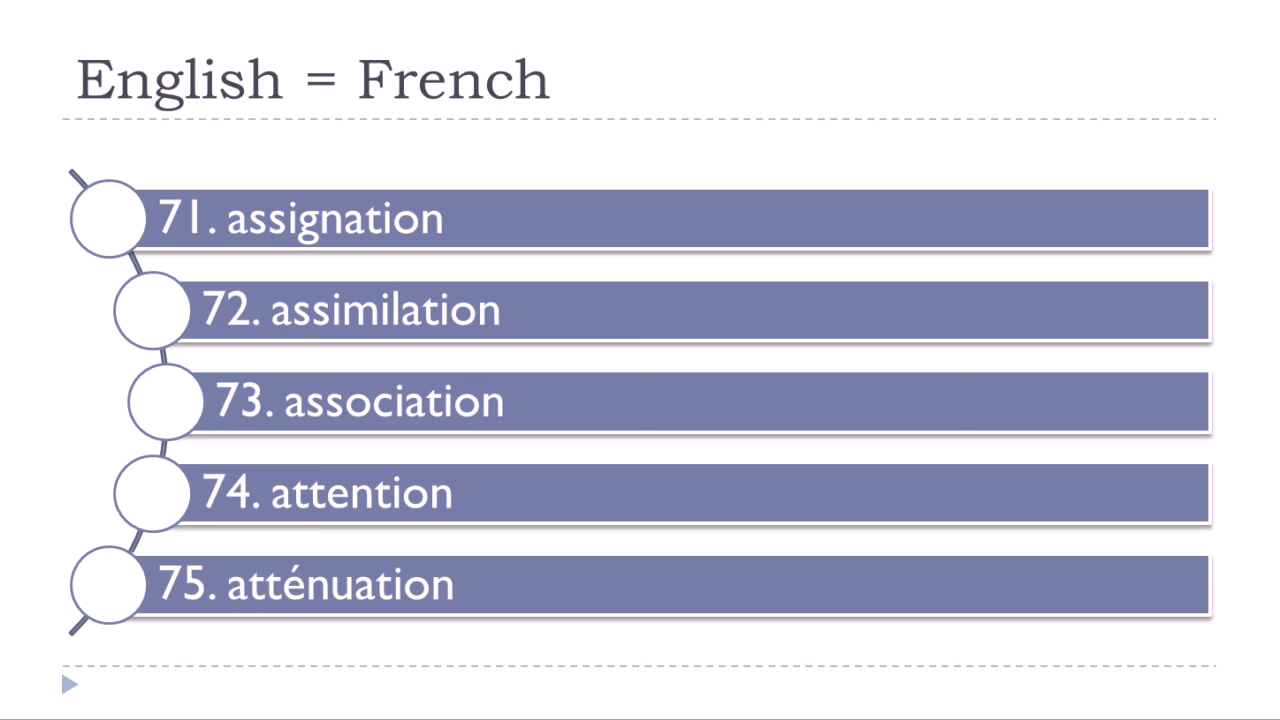 English = French
71. assignation
72. assimilation
73. association
74. attention
75. atténuation